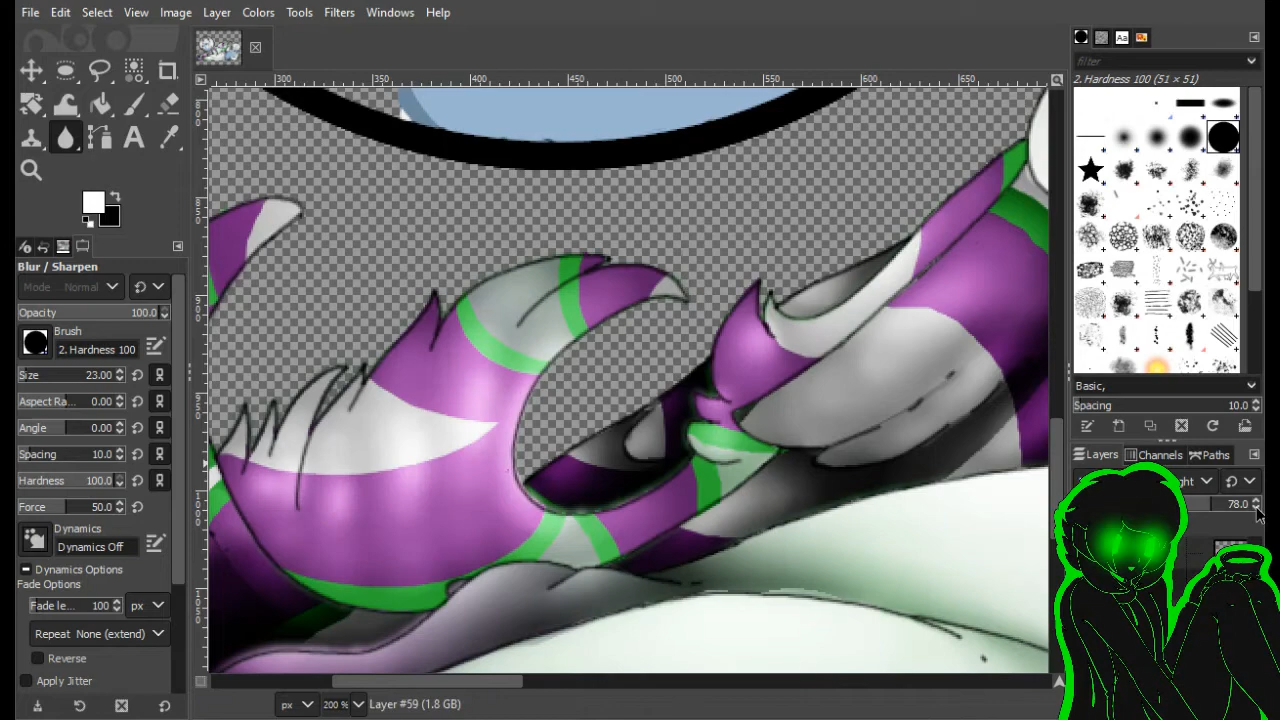 File Edit Select View Image Layer Colors Tools Filters Windows Help
300 350 400 450 500 550 600 650
Blur / Sharpen
Mode Normal
Opacity 100.0
Brush
2. Hardness 100
Size 23.00
Aspect Ra... 0.00
Angle 0.00
Spacing 10.0
Hardness 100.0
Force 50.0
Dynamics
Dynamics Off
Dynamics Options
Fade Options
Fade le... 100 px
Repeat None (extend)
Reverse
Apply Jitter
px 200 % Layer #59 (1.8 GB)
Aa
filter
2. Hardness 100 (51 × 51)
Basic,
Spacing 10.0
Layers Channels Paths
ght
78.0